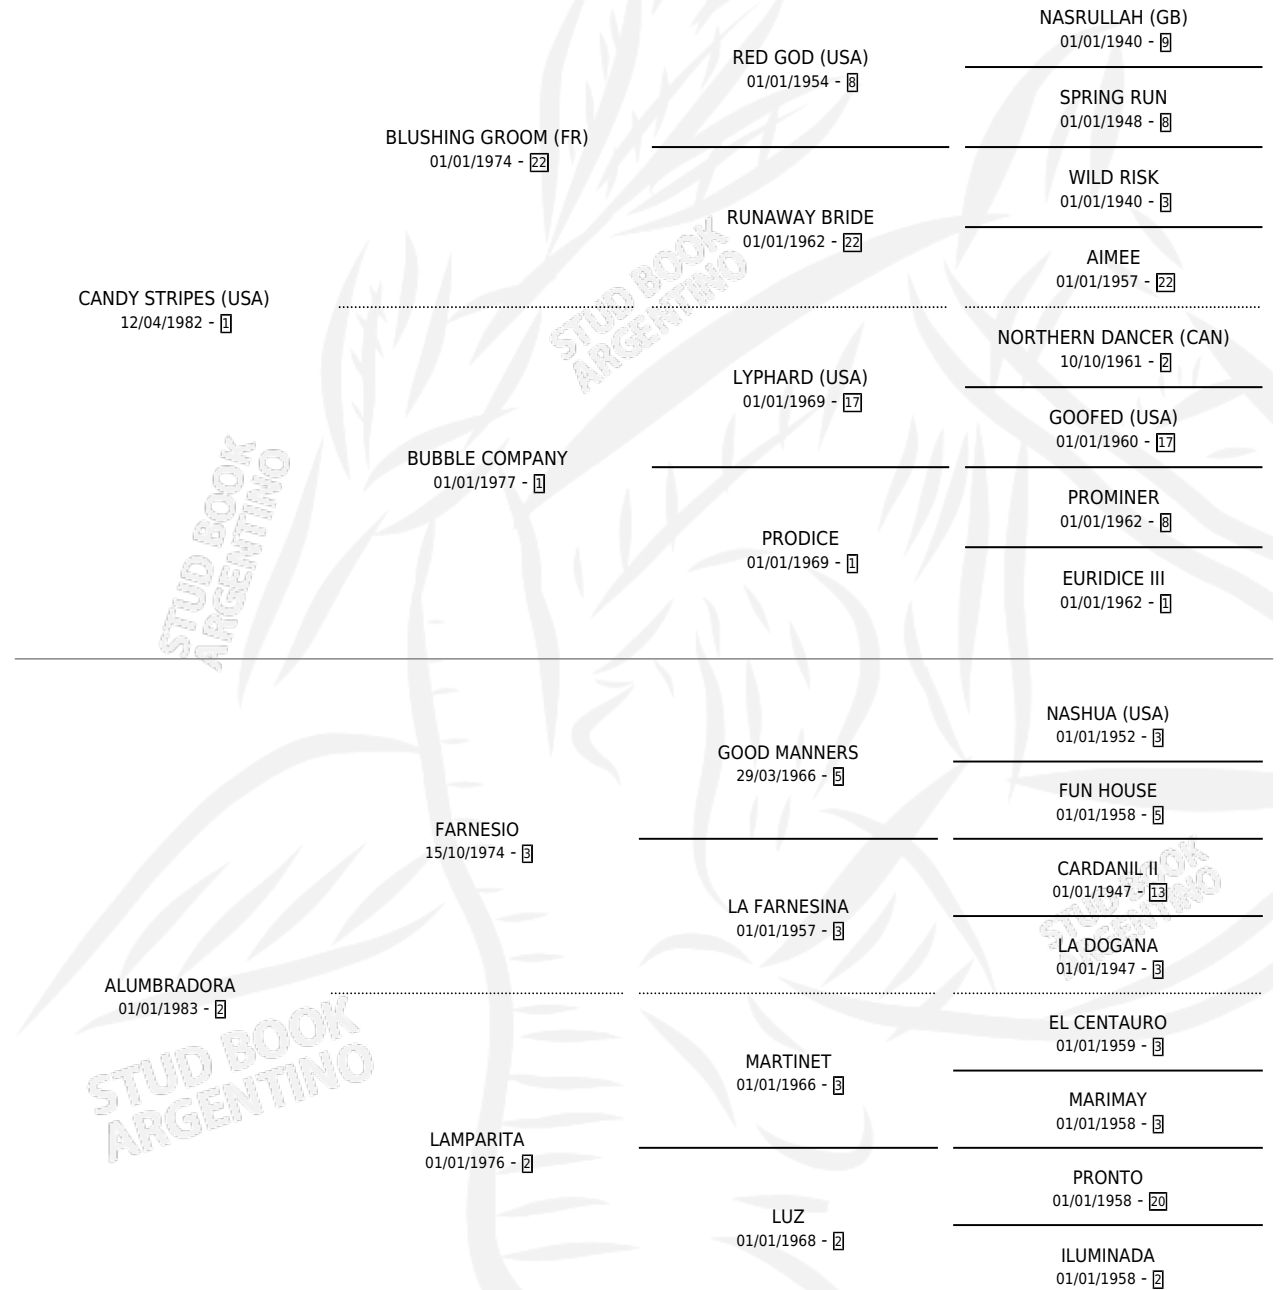 NASRULLAH (GB)
01/01/1940 - 9
RED GOD (USA)
01/01/1954 - 8
SPRING RUN
01/01/1948 - 8
BLUSHING GROOM (FR)
01/01/1974 - 22
WILD RISK
01/01/1940 - 3
RUNAWAY BRIDE
01/01/1962 - 22
AIMEE
01/01/1957 - 22
CANDY STRIPES (USA)
12/04/1982 - 1
STUD BOOK
ARGENTINO
NORTHERN DANCER (CAN)
10/10/1961 - 2
LYPHARD (USA)
01/01/1969 - 17
GOOFED (USA)
01/01/1960 - 17
BUBBLE COMPANY
01/01/1977 - 1
PROMINER
01/01/1962 - 8
PRODICE
01/01/1969 - 1
EURIDICE III
01/01/1962 - 1
STUD BOOK
ARGENTINO
NASHUA (USA)
01/01/1952 - 3
GOOD MANNERS
29/03/1966 - 5
FUN HOUSE
01/01/1958 - 5
FARNESIO
15/10/1974 - 3
CARDANIL II
01/01/1947 - 13
LA FARNESINA
01/01/1957 - 3
STUD BOOK
ARGENTINO
LA DOGANA
01/01/1947 - 3
ALUMBRADORA
01/01/1983 - 2
EL CENTAURO
01/01/1959 - 3
MARTINET
01/01/1966 - 3
STUD BOOK
ARGENTINO
MARIMAY
01/01/1958 - 3
LAMPARITA
01/01/1976 - 2
PRONTO
01/01/1958 - 20
LUZ
01/01/1968 - 2
ILUMINADA
01/01/1958 - 2